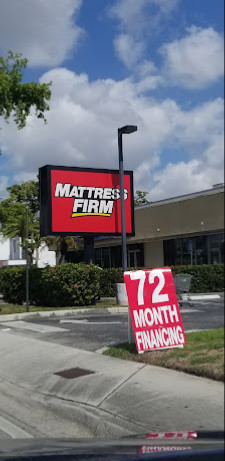 MATTRESS
FIRM
72
MONTH
FINANCING